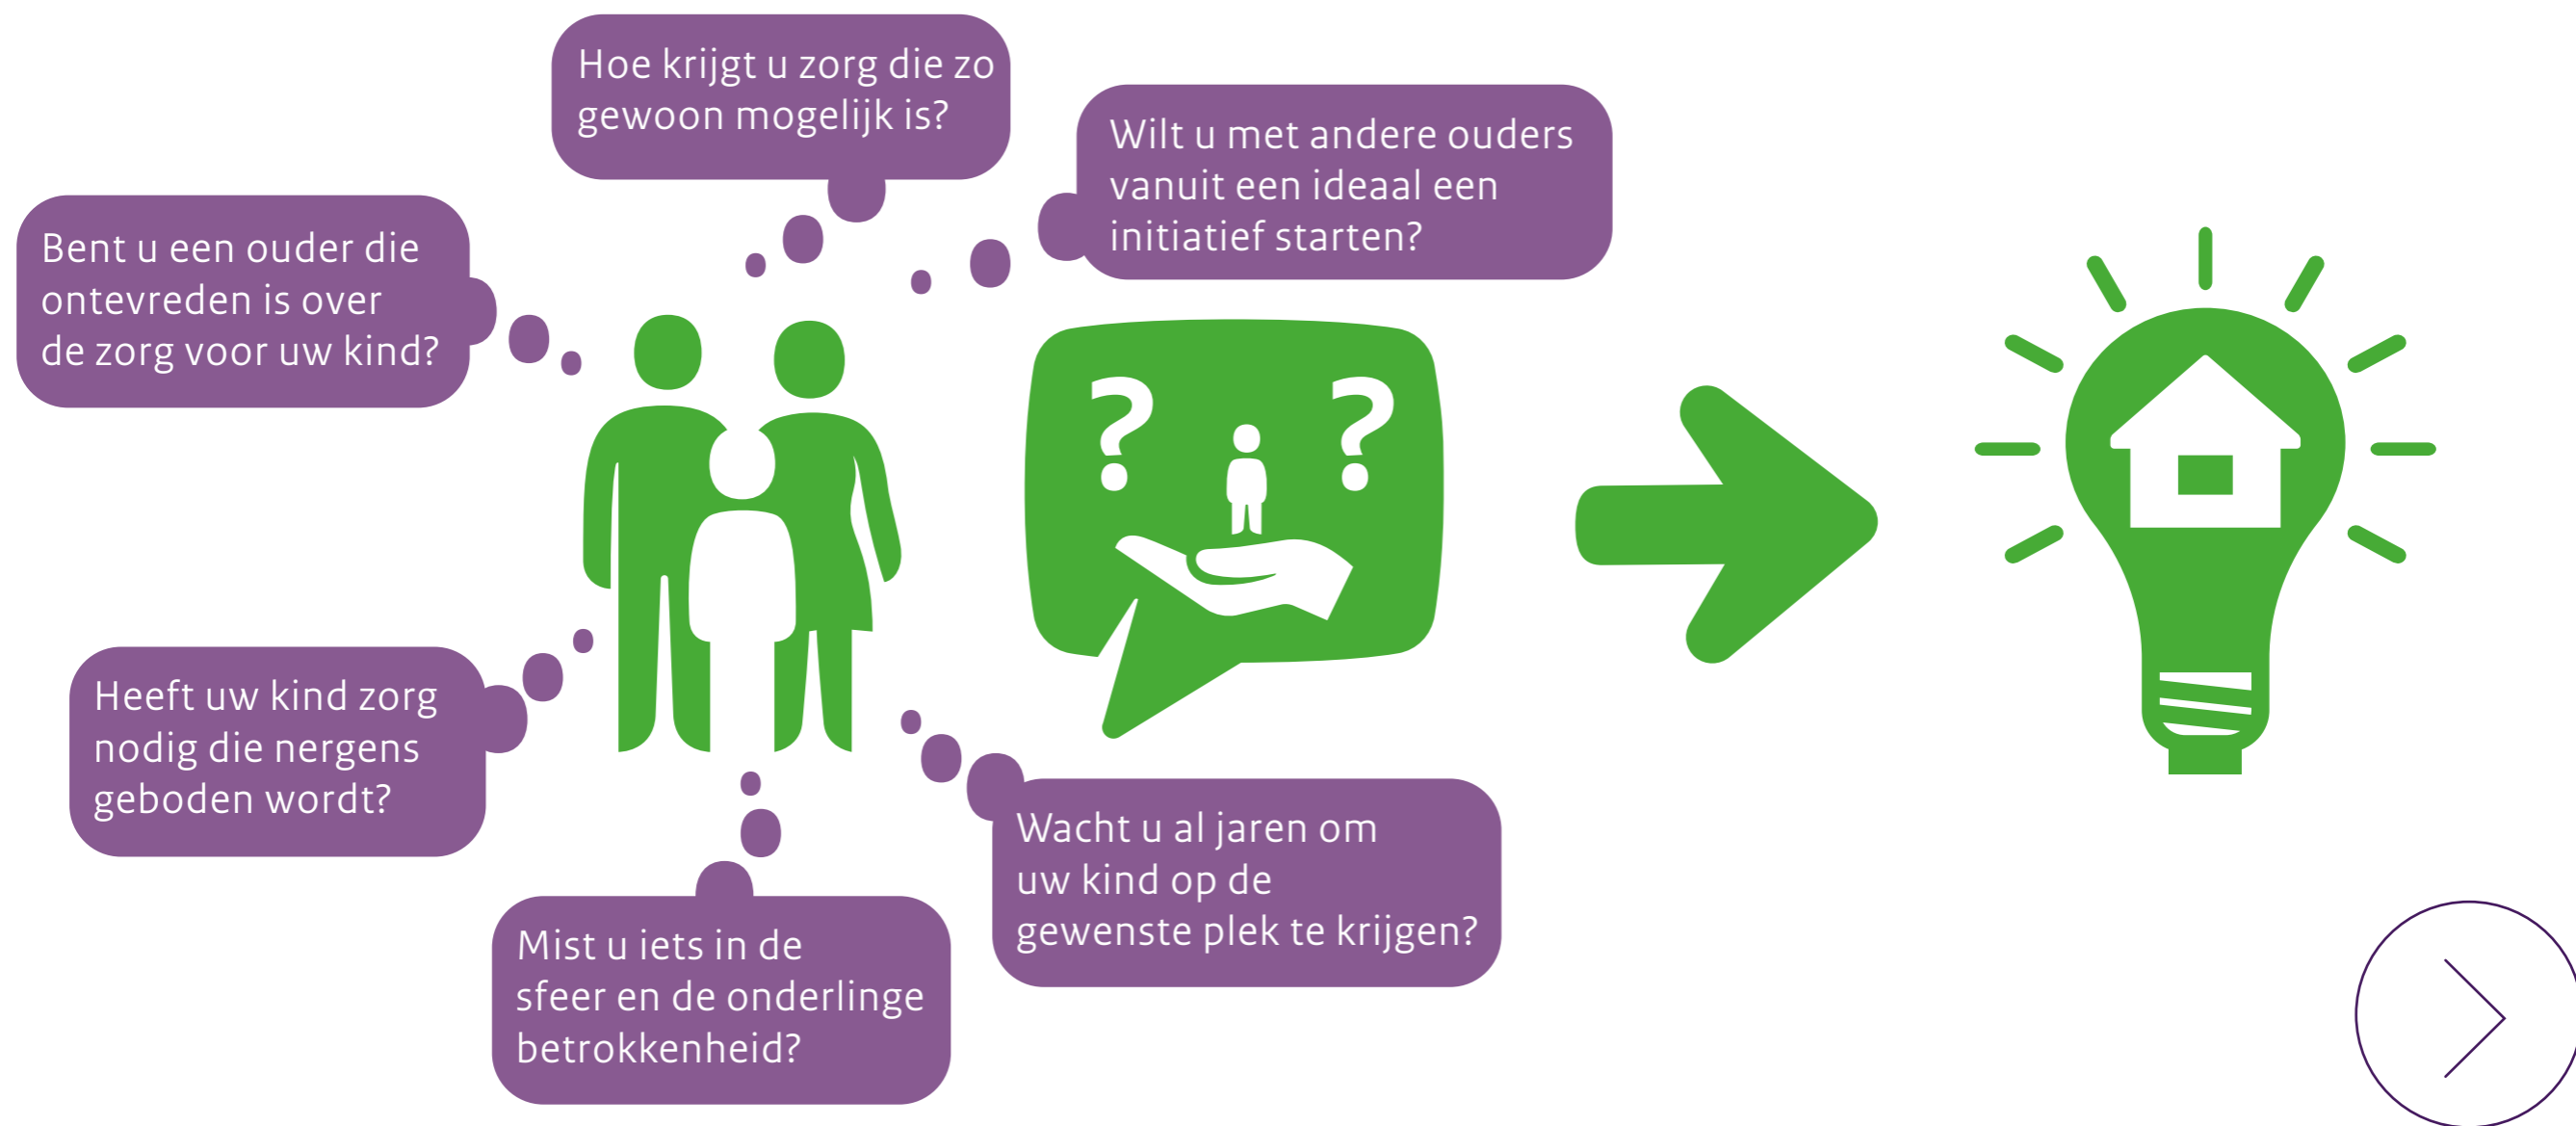 Hoe krijgt u zorg die zo
gewoon mogelijk is?
Wilt u met andere ouders
vanuit een ideaal een
initiatief starten?
Bent u een ouder die
ontevreden is over
de zorg voor uw kind?
? ?
Heeft uw kind zorg
nodig die nergens
geboden wordt?
Wacht u al jaren om
uw kind op de
gewenste plek te krijgen?
Mist u iets in de
sfeer en de onderlinge
betrokkenheid?